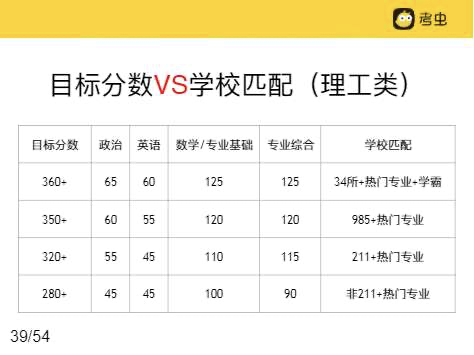 考虫
目标分数VS学校匹配（理工类）
目标分数 政治 英语 数学/专业基础 专业综合 学校匹配
360+ 65 60 125 125 34所+热门专业+学霸
350+ 60 55 120 120 985+热门专业
320+ 55 45 110 115 211+热门专业
280+ 45 45 100 90 非211+热门专业
39/54